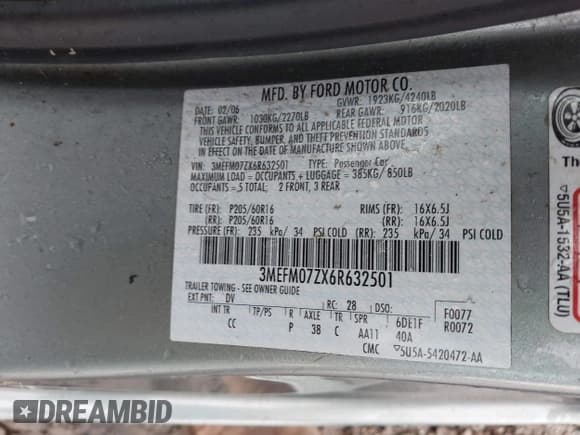 MFD. BY FORD MOTOR CO.
DATE: 02/06 GVWR: 1923KG/4240LB
FRONT GAWR: 1030KG/2270LB REAR GAWR: 916KG/2020LB
THIS VEHICLE CONFORMS TO ALL APPLICABLE FEDERAL MOTOR
VEHICLE SAFETY, BUMPER, AND THEFT PREVENTION STANDARDS
IN EFFECT ON THE DATE OF MANUFACTURE SHOWN ABOVE.
VIN: 3MEFM07ZX6R632501 TYPE: Passenger Car
MAXIMUM LOAD = OCCUPANTS + LUGGAGE = 385KG/ 850LB
OCCUPANTS = 5 TOTAL: 2 FRONT, 3 REAR
TIRE (FR): P205/60R16 RIMS (FR): 16X6.5J
(RR): P205/60R16 (RR): 16X6.5J
PRESSURE (FR): 235 kPa/ 34 PSI COLD (RR): 235 kPa/ 34 PSI COLD
3MEFM07ZX6R632501
TRAILER TOWING - SEE OWNER GUIDE
EXT PNT: DV RC: 28 DSO: F0077
INT TR TP/PS R AXLE TR SPR 6DE1F R0072
CC P 38 C AA11 40A
CMC 5U5A-5420472-AA
The
5U5A-1532-AA (TLU)
DREAMBID